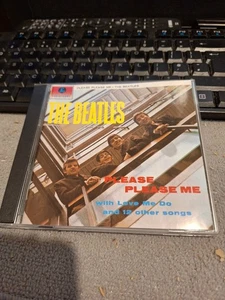 THE BEATLES
PLEASE
PLEASE ME
with Love Me Do
and 12 other songs